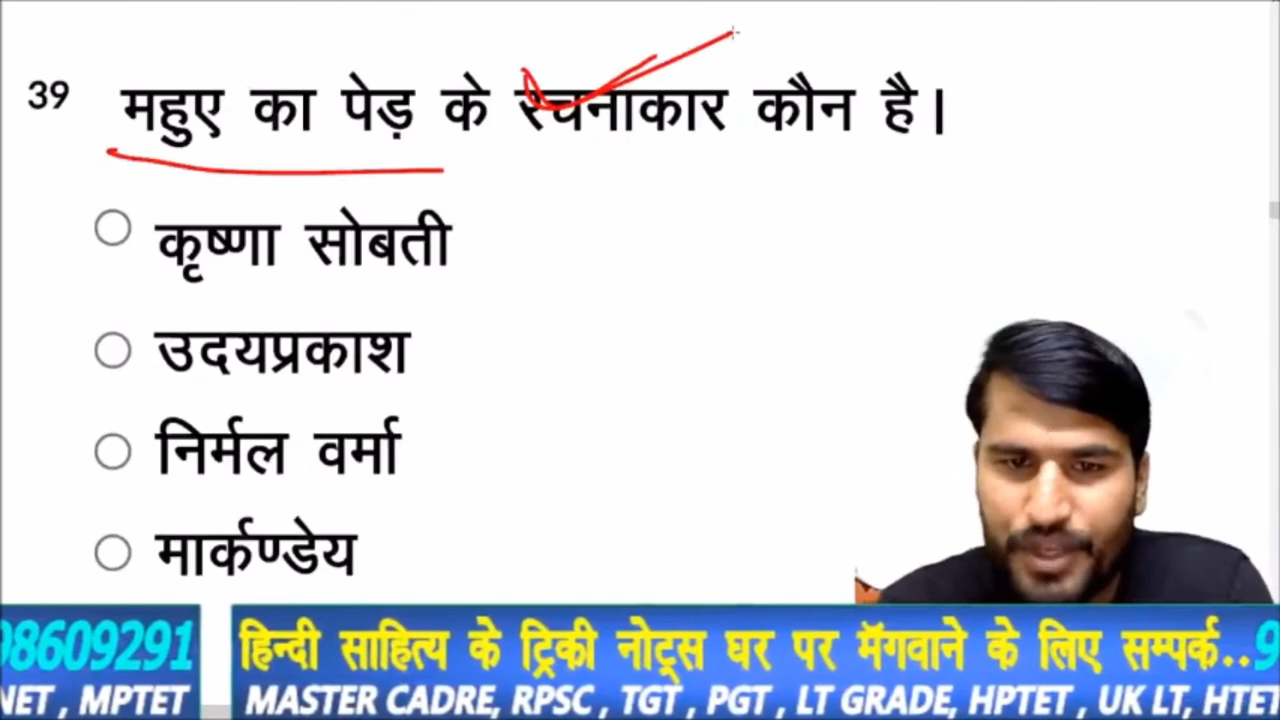 39 महुए का पेड़ के रचनाकार कौन है।
कृष्णा सोबती
उदयप्रकाश
निर्मल वर्मा
मार्कण्डेय
98609291 हिन्दी साहित्य के ट्रिकी नोट्स घर पर मॅगवाने के लिए सम्पर्क..9
NET , MPTET MASTER CADRE, RPSC , TGT , PGT , LT GRADE, HPTET , UK LT, HTET